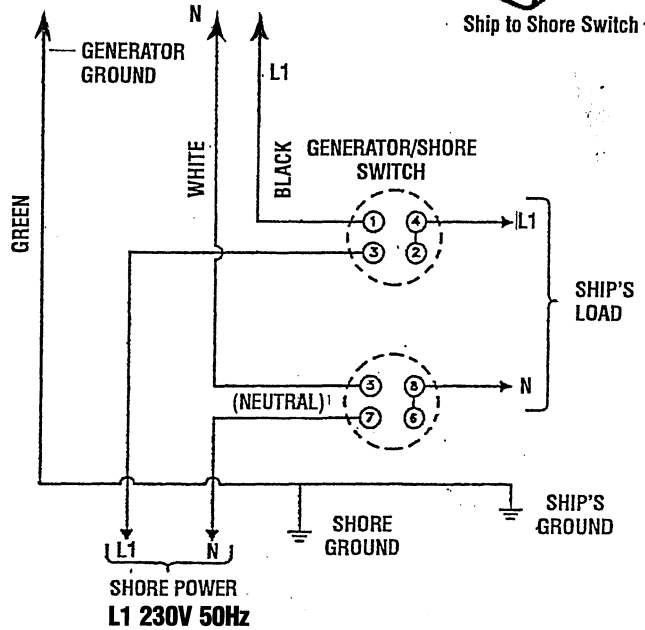 Ship to Shore Switch
N
GENERATOR
GROUND
L1
GREEN
WHITE
BLACK
GENERATOR/SHORE
SWITCH
1
4
L1
3
2
SHIP'S
LOAD
3
8
N
(NEUTRAL)
7
6
SHIP'S
GROUND
SHORE
GROUND
L1
N
SHORE POWER
L1 230V 50Hz